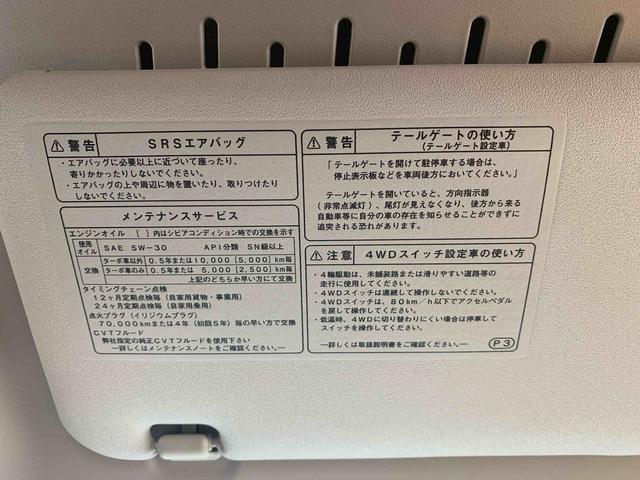 ⚠警告 SRSエアバッグ
・エアバッグに必要以上に近づいて座ったり、
寄りかかったりしないでください。
・エアバッグの上や周辺に物を置いたり、取りつけたり
しないでください。
メンテナンスサービス
エンジンオイル [ ]内はシビアコンディション時での交換を示す
使用オイル SAE 5W-30 API分類 SN級以上
交換 ターボ車以外 0.5年または10,000[5,000]km毎
ターボ車のみ 0.5年または 5,000[2,500]km毎
上記のどちらか早い方にて交換
タイミングチェーン点検
12ヶ月定期点検毎(自家用貨物・事業用)
24ヶ月定期点検毎(自家用乗用)
点火プラグ(イリジウムプラグ)
70,000kmまたは4年(初回5年)毎の早い方で交換
CVTフルード
弊社指定の純正CVTフルードを使用下さい
―詳しくはメンテナンスノートをご確認ください。―
⚠警告 テールゲートの使い方
(テールゲート設定車)
「テールゲートを開けて駐停車する場合は、
停止表示板などを車両後方においてください。」
テールゲートを開いていると、方向指示器
(非常点滅灯)、尾灯が見えなくなり、後方から来る
自動車等に自分の車の存在を知らせることができずに
追突される恐れがあります。
⚠注意 4WDスイッチ設定車の使い方
・4輪駆動は、未舗装路または滑りやすい道路等の
走行に使用してください。
・4WDスイッチは連続して操作しないでください。
・4WDスイッチは、80km/h以下でアクセルペダル
を戻して操作してください。
・低温時、4WDに切り替わりにくい場合は停車して
スイッチを操作してください。
―詳しくは取扱説明書をご確認ください。―
P3